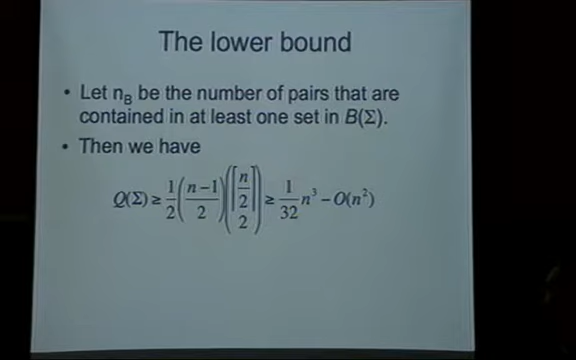 The lower bound
• Let n_B be the number of pairs that are
contained in at least one set in B(Σ).
• Then we have
Q(Σ) ≥ 1/2 ((n−1)/2) (⌈n/2⌉ 2) ≥ 1/32 n³ − O(n²)